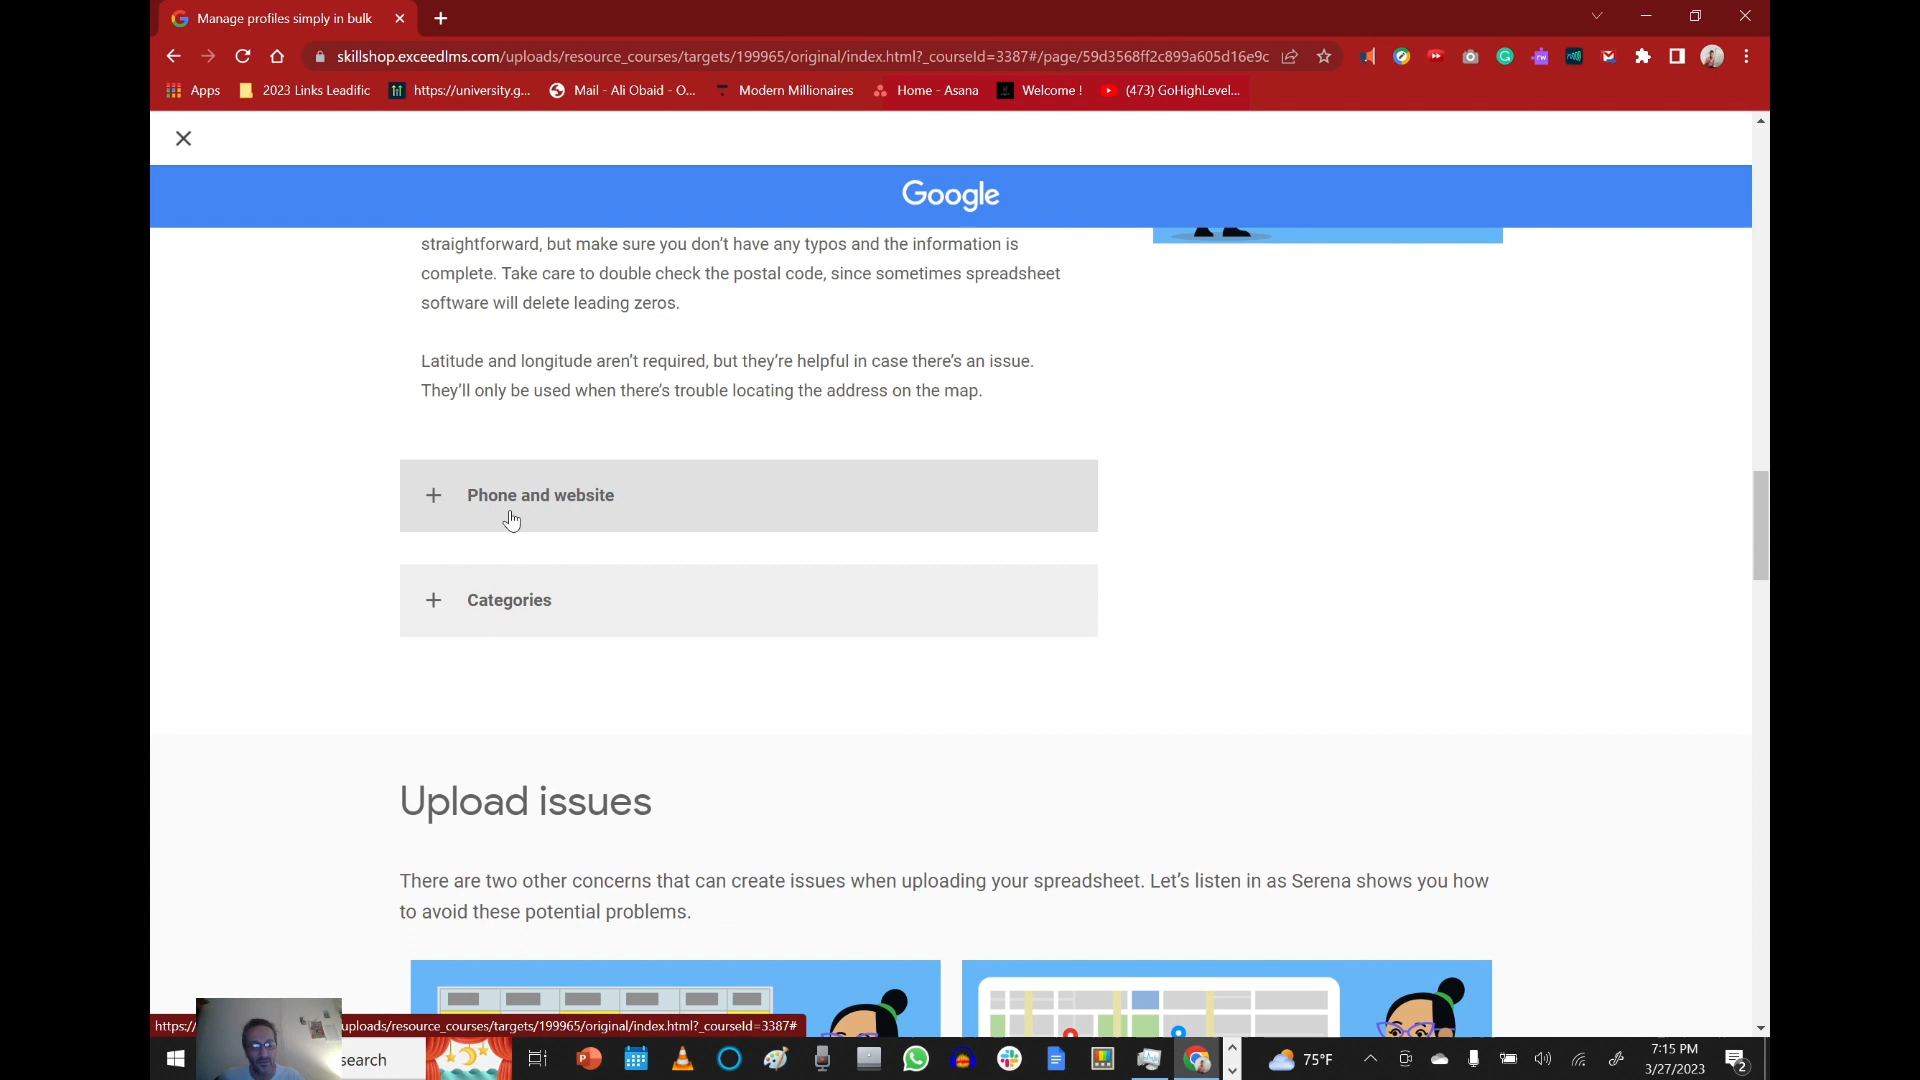 Manage profiles simply in bulk
skillshop.exceedlms.com/uploads/resource_courses/targets/199965/original/index.html?_courseId=3387#/page/59d3568ff2c899a605d16e9c
Apps 2023 Links Leadific https://university.g... Mail - Ali Obaid - O... Modern Millionaires Home - Asana Welcome ! (473) GoHighLevel...
Google
straightforward, but make sure you don't have any typos and the information is
complete. Take care to double check the postal code, since sometimes spreadsheet
software will delete leading zeros.
Latitude and longitude aren't required, but they're helpful in case there's an issue.
They'll only be used when there's trouble locating the address on the map.
Phone and website
Categories
Upload issues
There are two other concerns that can create issues when uploading your spreadsheet. Let's listen in as Serena shows you how
to avoid these potential problems.
https:/ uploads/resource_courses/targets/199965/original/index.html?_courseId=3387#
search 75°F 7:15 PM
3/27/2023 2